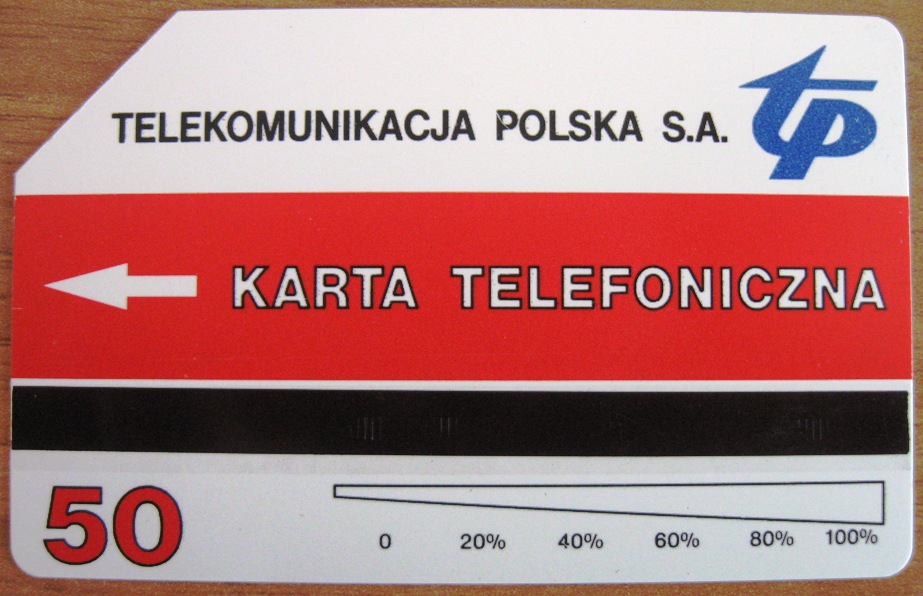 TELEKOMUNIKACJA POLSKA S.A. tp
KARTA TELEFONICZNA
50
0 20% 40% 60% 80% 100%